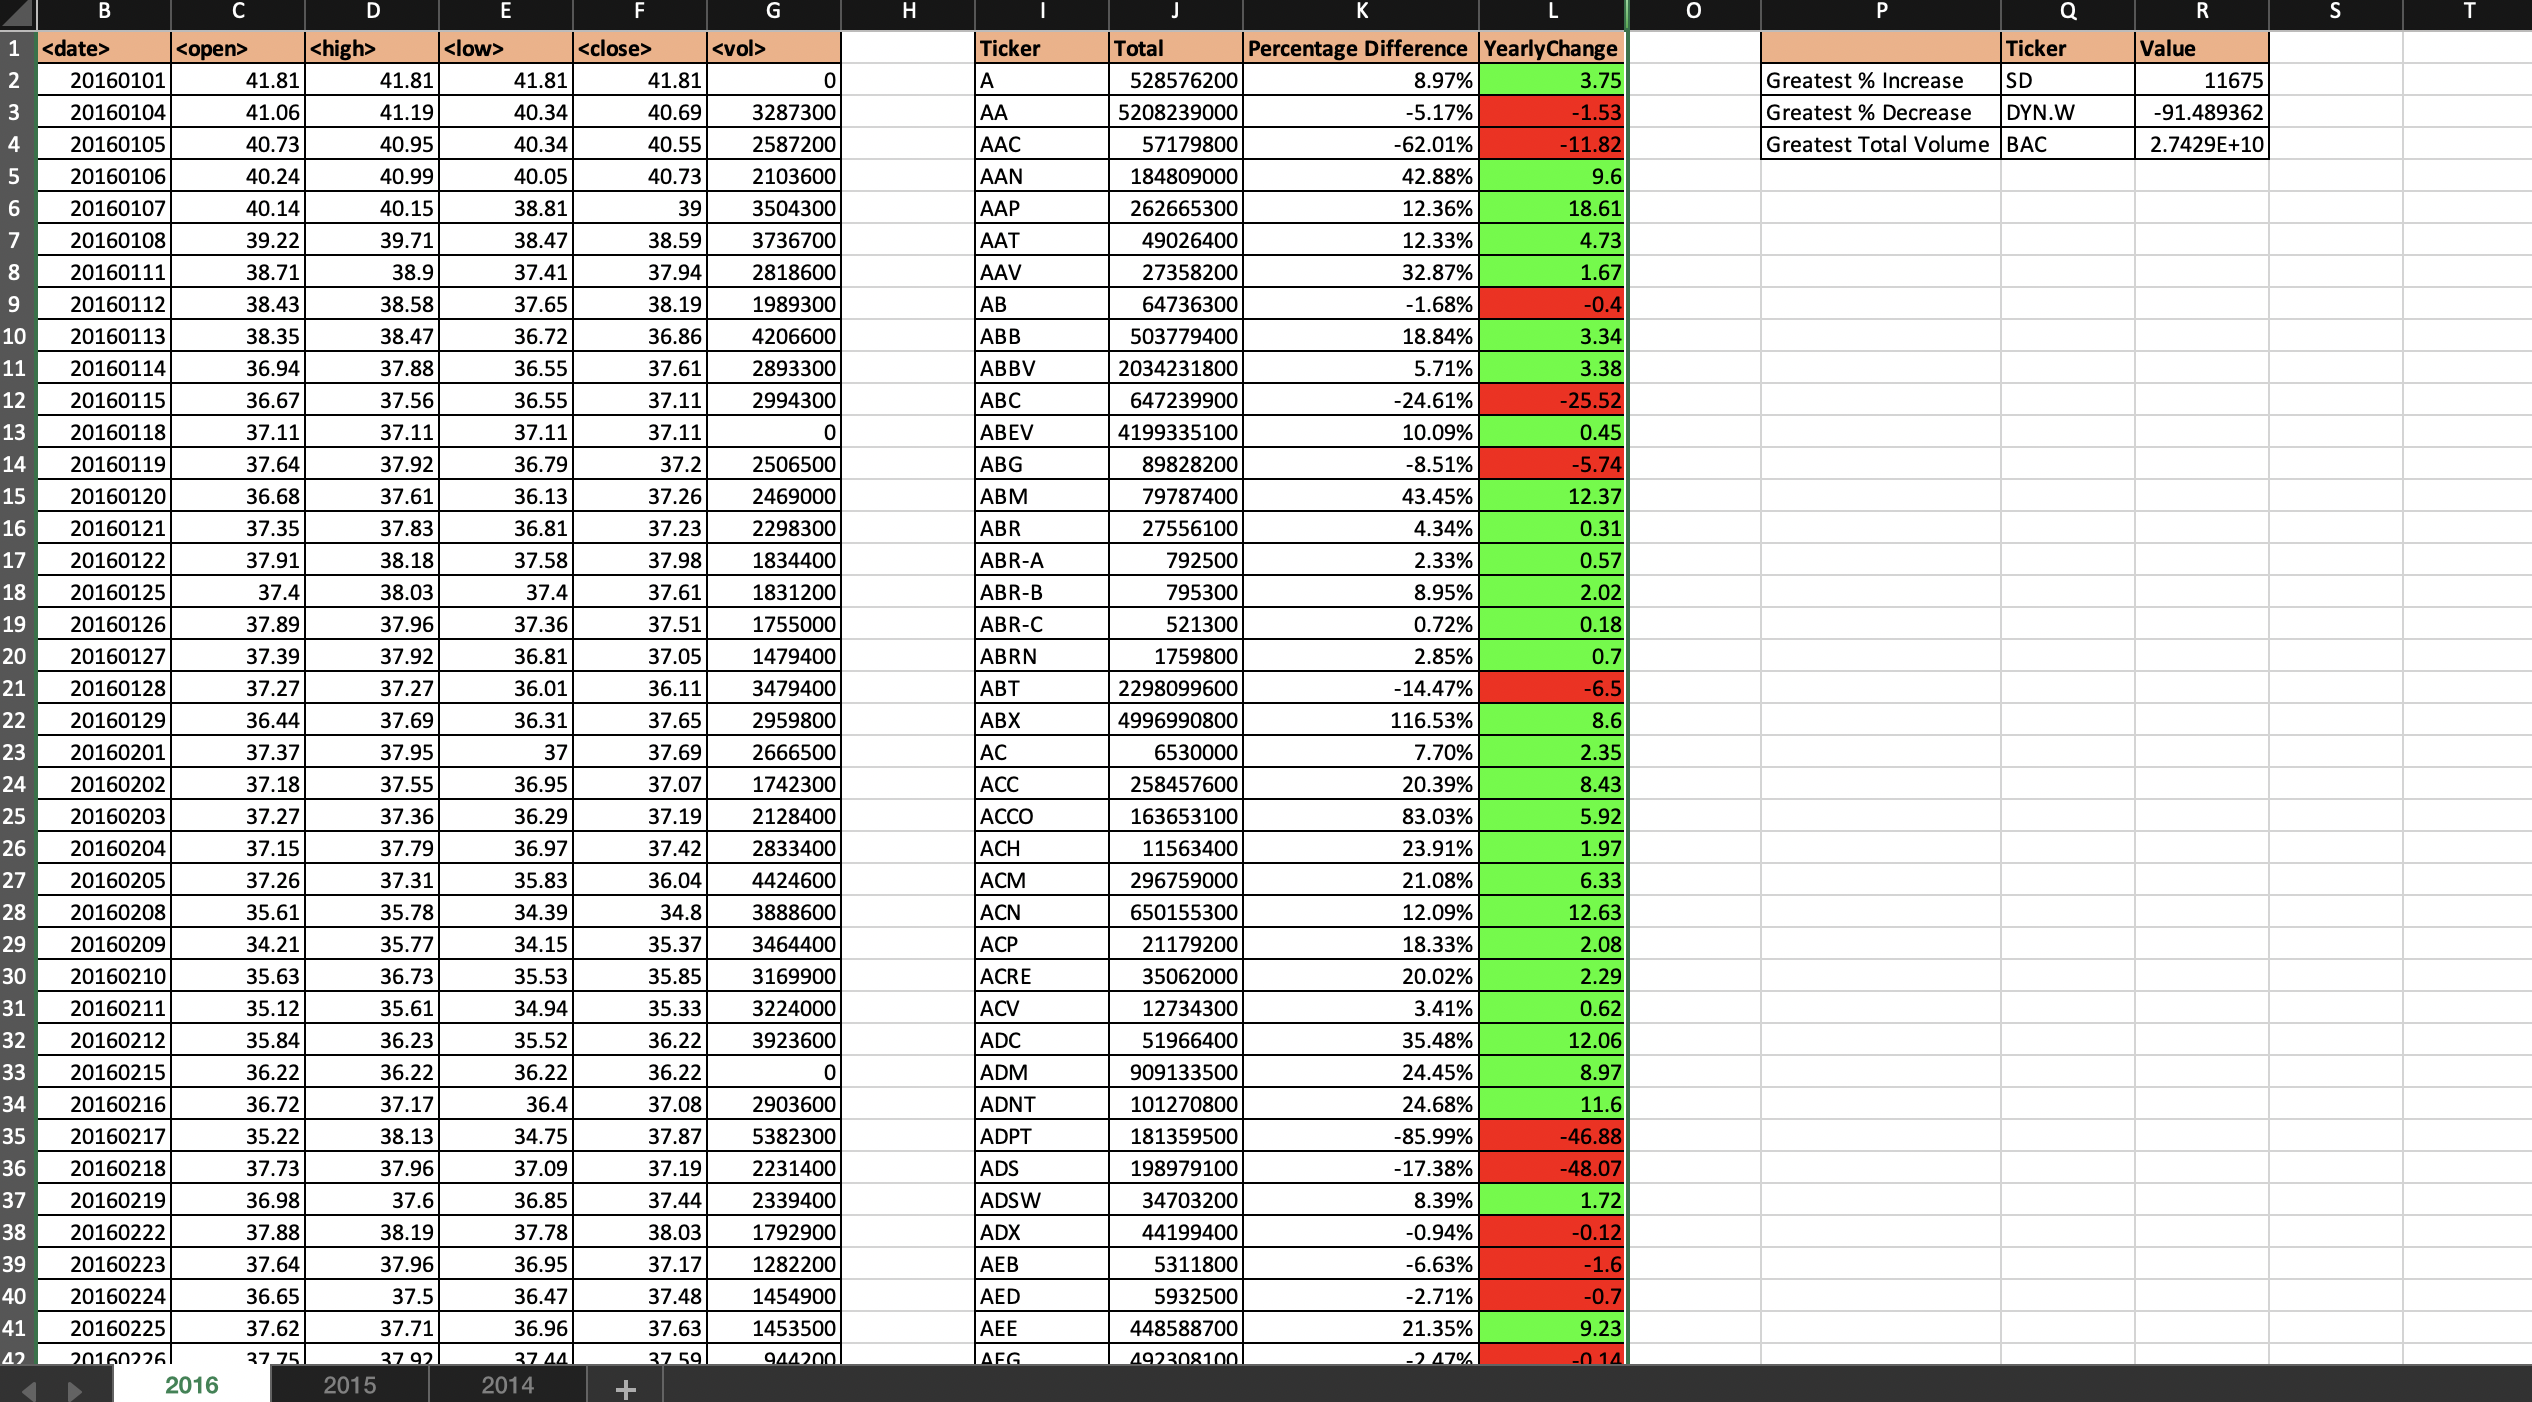 B C D E F G H I J K L O P Q R S T
1 <date> <open> <high> <low> <close> <vol> Ticker Total Percentage Difference YearlyChange Ticker Value
2 20160101 41.81 41.81 41.81 41.81 0 A 528576200 8.97% 3.75 Greatest % Increase SD 11675
3 20160104 41.06 41.19 40.34 40.69 3287300 AA 5208239000 -5.17% -1.53 Greatest % Decrease DYN.W -91.489362
4 20160105 40.73 40.95 40.34 40.55 2587200 AAC 57179800 -62.01% -11.82 Greatest Total Volume BAC 2.7429E+10
5 20160106 40.24 40.99 40.05 40.73 2103600 AAN 184809000 42.88% 9.6
6 20160107 40.14 40.15 38.81 39 3504300 AAP 262665300 12.36% 18.61
7 20160108 39.22 39.71 38.47 38.59 3736700 AAT 49026400 12.33% 4.73
8 20160111 38.71 38.9 37.41 37.94 2818600 AAV 27358200 32.87% 1.67
9 20160112 38.43 38.58 37.65 38.19 1989300 AB 64736300 -1.68% -0.4
10 20160113 38.35 38.47 36.72 36.86 4206600 ABB 503779400 18.84% 3.34
11 20160114 36.94 37.88 36.55 37.61 2893300 ABBV 2034231800 5.71% 3.38
12 20160115 36.67 37.56 36.55 37.11 2994300 ABC 647239900 -24.61% -25.52
13 20160118 37.11 37.11 37.11 37.11 0 ABEV 4199335100 10.09% 0.45
14 20160119 37.64 37.92 36.79 37.2 2506500 ABG 89828200 -8.51% -5.74
15 20160120 36.68 37.61 36.13 37.26 2469000 ABM 79787400 43.45% 12.37
16 20160121 37.35 37.83 36.81 37.23 2298300 ABR 27556100 4.34% 0.31
17 20160122 37.91 38.18 37.58 37.98 1834400 ABR-A 792500 2.33% 0.57
18 20160125 37.4 38.03 37.4 37.61 1831200 ABR-B 795300 8.95% 2.02
19 20160126 37.89 37.96 37.36 37.51 1755000 ABR-C 521300 0.72% 0.18
20 20160127 37.39 37.92 36.81 37.05 1479400 ABRN 1759800 2.85% 0.7
21 20160128 37.27 37.27 36.01 36.11 3479400 ABT 2298099600 -14.47% -6.5
22 20160129 36.44 37.69 36.31 37.65 2959800 ABX 4996990800 116.53% 8.6
23 20160201 37.37 37.95 37 37.69 2666500 AC 6530000 7.70% 2.35
24 20160202 37.18 37.55 36.95 37.07 1742300 ACC 258457600 20.39% 8.43
25 20160203 37.27 37.36 36.29 37.19 2128400 ACCO 163653100 83.03% 5.92
26 20160204 37.15 37.79 36.97 37.42 2833400 ACH 11563400 23.91% 1.97
27 20160205 37.26 37.31 35.83 36.04 4424600 ACM 296759000 21.08% 6.33
28 20160208 35.61 35.78 34.39 34.8 3888600 ACN 650155300 12.09% 12.63
29 20160209 34.21 35.77 34.15 35.37 3464400 ACP 21179200 18.33% 2.08
30 20160210 35.63 36.73 35.53 35.85 3169900 ACRE 35062000 20.02% 2.29
31 20160211 35.12 35.61 34.94 35.33 3224000 ACV 12734300 3.41% 0.62
32 20160212 35.84 36.23 35.52 36.22 3923600 ADC 51966400 35.48% 12.06
33 20160215 36.22 36.22 36.22 36.22 0 ADM 909133500 24.45% 8.97
34 20160216 36.72 37.17 36.4 37.08 2903600 ADNT 101270800 24.68% 11.6
35 20160217 35.22 38.13 34.75 37.87 5382300 ADPT 181359500 -85.99% -46.88
36 20160218 37.73 37.96 37.09 37.19 2231400 ADS 198979100 -17.38% -48.07
37 20160219 36.98 37.6 36.85 37.44 2339400 ADSW 34703200 8.39% 1.72
38 20160222 37.88 38.19 37.78 38.03 1792900 ADX 44199400 -0.94% -0.12
39 20160223 37.64 37.96 36.95 37.17 1282200 AEB 5311800 -6.63% -1.6
40 20160224 36.65 37.5 36.47 37.48 1454900 AED 5932500 -2.71% -0.7
41 20160225 37.62 37.71 36.96 37.63 1453500 AEE 448588700 21.35% 9.23
42 20160226 37.75 37.92 37.44 37.59 944200 AEG 492308100 -2.47% -0.14
2016 2015 2014 +